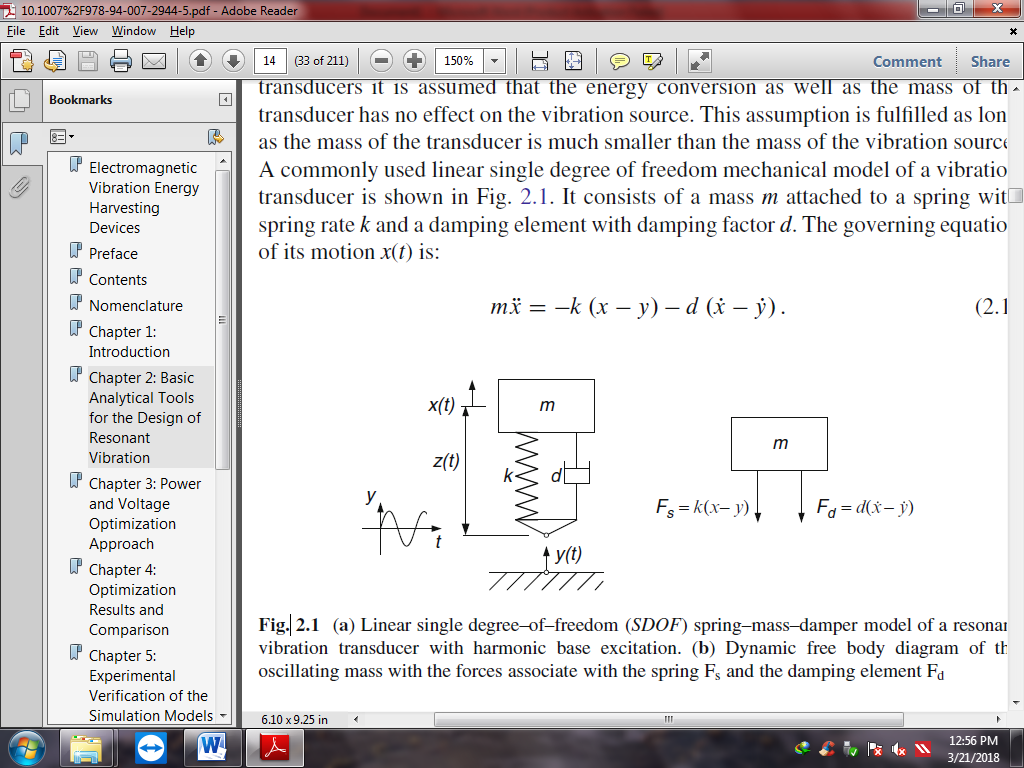 10.1007%2F978-94-007-2944-5.pdf - Adobe Reader
File Edit View Window Help
14 (33 of 211) 150% Comment Share
Bookmarks
Electromagnetic
Vibration Energy
Harvesting
Devices
Preface
Contents
Nomenclature
Chapter 1:
Introduction
Chapter 2: Basic
Analytical Tools
for the Design of
Resonant
Vibration
Chapter 3: Power
and Voltage
Optimization
Approach
Chapter 4:
Optimization
Results and
Comparison
Chapter 5:
Experimental
Verification of the
Simulation Models
transducers it is assumed that the energy conversion as well as the mass of th
transducer has no effect on the vibration source. This assumption is fulfilled as lon
as the mass of the transducer is much smaller than the mass of the vibration source
A commonly used linear single degree of freedom mechanical model of a vibratio
transducer is shown in Fig. 2.1. It consists of a mass m attached to a spring wit
spring rate k and a damping element with damping factor d. The governing equatio
of its motion x(t) is:
mẍ = −k (x − y) − d (ẋ − ẏ) . (2.1
x(t) m
z(t) k d
y t
y(t)
m
Fs = k(x− y) Fd = d(ẋ − ẏ)
Fig. 2.1 (a) Linear single degree–of–freedom (SDOF) spring–mass–damper model of a resonan
vibration transducer with harmonic base excitation. (b) Dynamic free body diagram of th
oscillating mass with the forces associate with the spring Fs and the damping element Fd
6.10 x 9.25 in
12:56 PM
3/21/2018